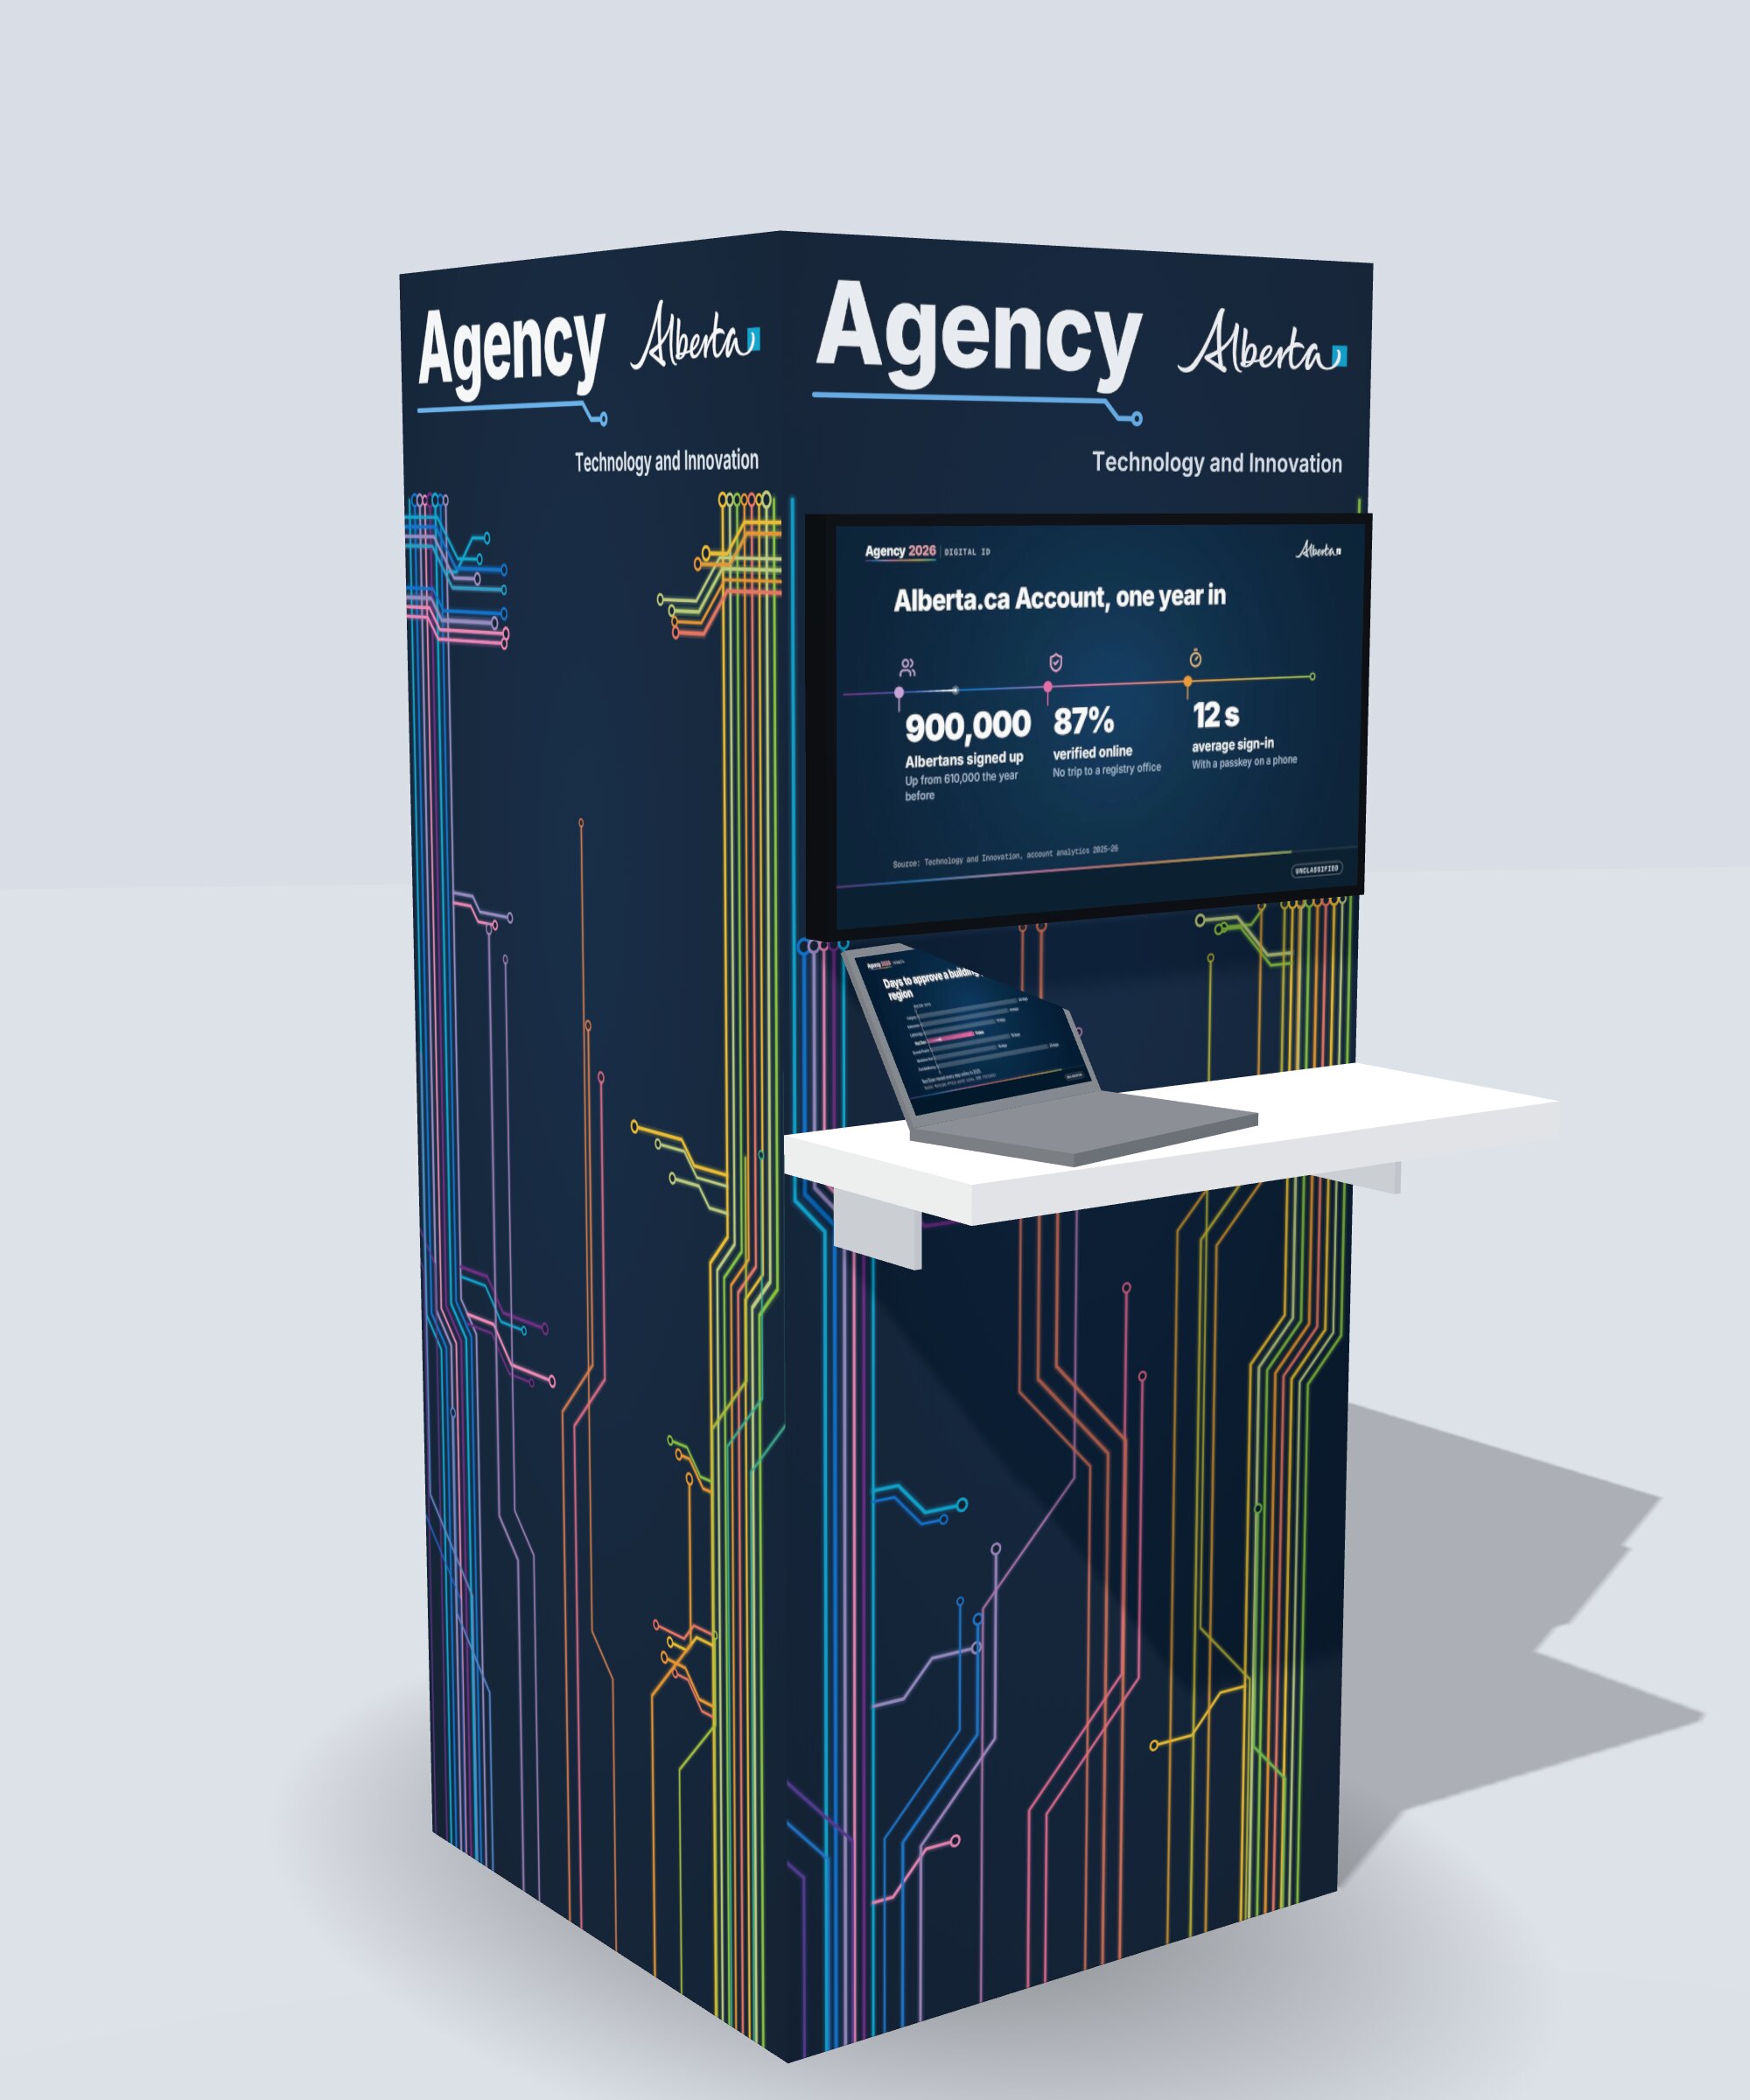 Agency
Alberta
Technology and Innovation
Agency
Alberta
Technology and Innovation
Agency 2026 | DIGITAL ID
Alberta
Alberta.ca Account, one year in
900,000
Albertans signed up
Up from 610,000 the year
before
87%
verified online
No trip to a registry office
12 s
average sign-in
With a passkey on a phone
Source: Technology and Innovation, account analytics 2025-26
UNCLASSIFIED
Agency 2026
Days to approve a building
region